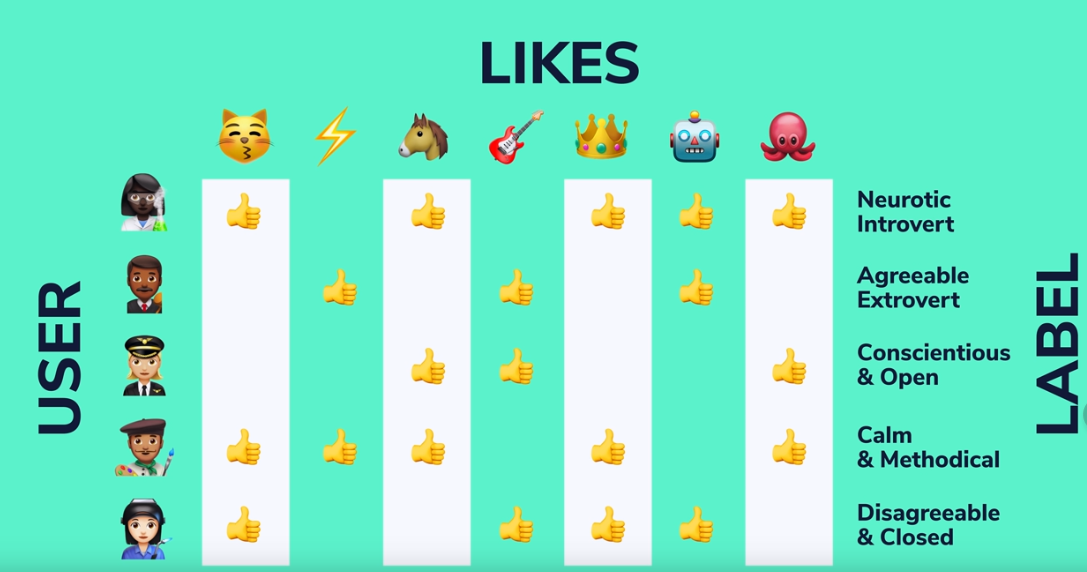 LIKES
USER
LABEL
Neurotic
Introvert
Agreeable
Extrovert
Conscientious
& Open
Calm
& Methodical
Disagreeable
& Closed